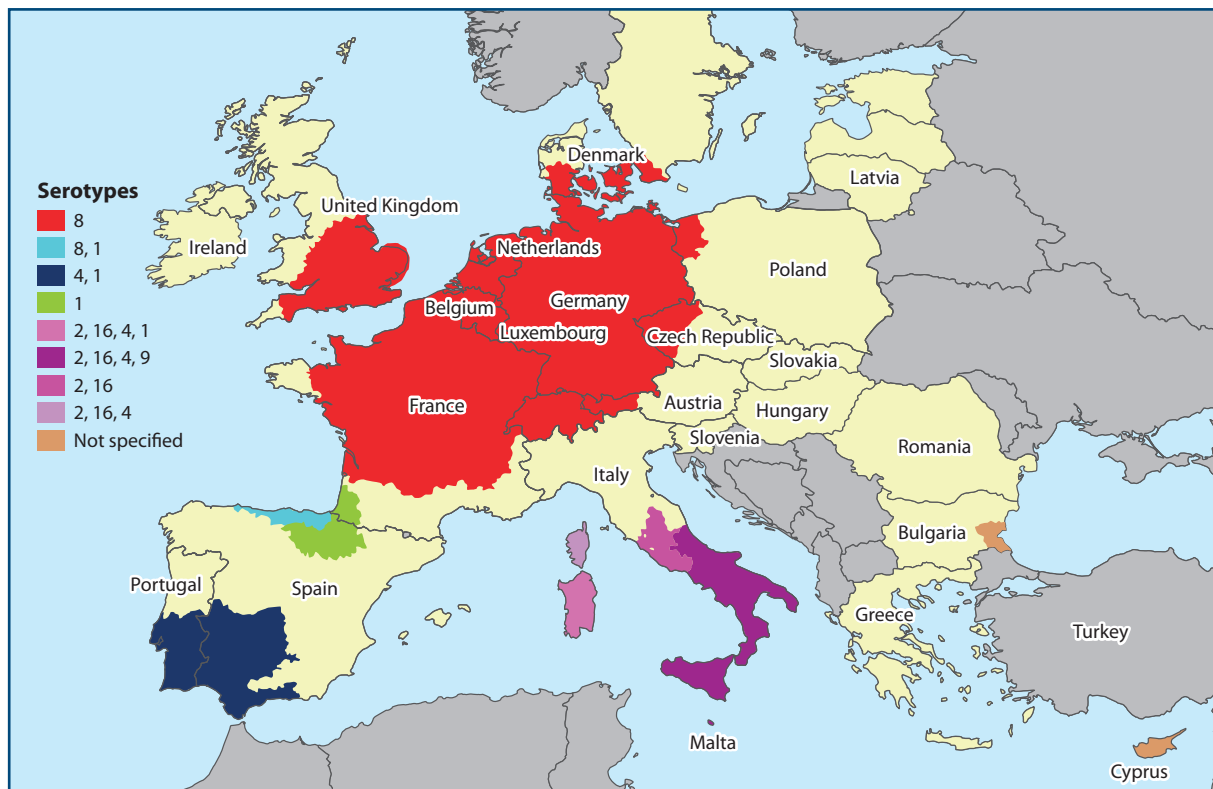 Serotypes
8
8, 1
4, 1
1
2, 16, 4, 1
2, 16, 4, 9
2, 16
2, 16, 4
Not specified
Denmark
Latvia
United Kingdom
Ireland
Netherlands
Poland
Belgium
Germany
Luxembourg
Czech Republic
Slovakia
France
Austria
Hungary
Slovenia
Romania
Italy
Bulgaria
Portugal
Spain
Greece
Turkey
Malta
Cyprus